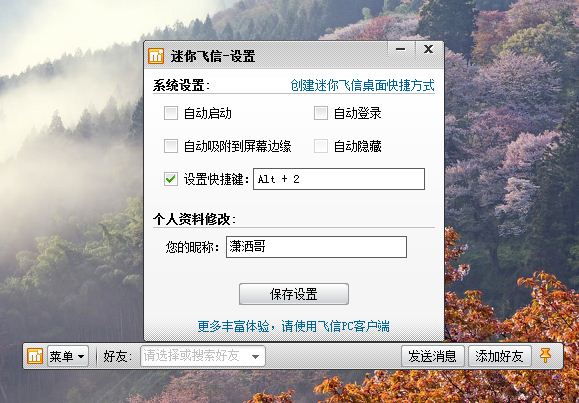 迷你飞信-设置
系统设置: 创建迷你飞信桌面快捷方式
自动启动 自动登录
自动吸附到屏幕边缘 自动隐藏
设置快捷键: Alt + 2
个人资料修改:
您的昵称: 潇洒哥
保存设置
更多丰富体验，请使用飞信PC客户端
菜单 好友: 请选择或搜索好友 发送消息 添加好友